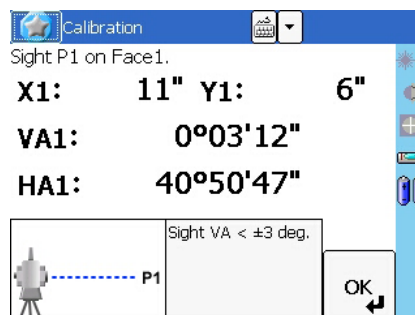 Calibration
Sight P1 on Face1.
X1: 11" Y1: 6"
VA1: 0°03'12"
HA1: 40°50'47"
Sight VA < ±3 deg.
P1
OK